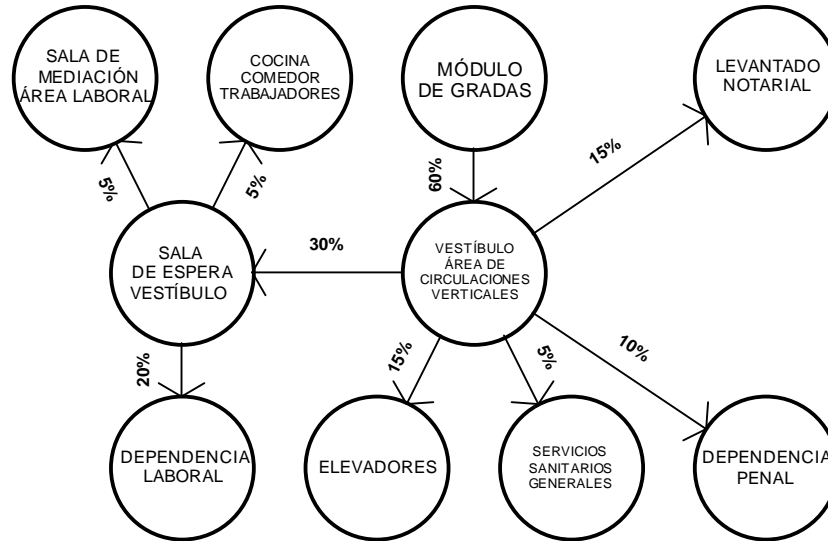 SALA DE
MEDIACIÓN
ÁREA LABORAL
COCINA
COMEDOR
TRABAJADORES
MÓDULO
DE GRADAS
LEVANTADO
NOTARIAL
5%
5%
60%
15%
SALA
DE ESPERA
VESTÍBULO
30%
VESTÍBULO
ÁREA DE
CIRCULACIONES
VERTICALES
20%
15%
5%
10%
DEPENDENCIA
LABORAL
ELEVADORES
SERVICIOS
SANITARIOS
GENERALES
DEPENDENCIA
PENAL